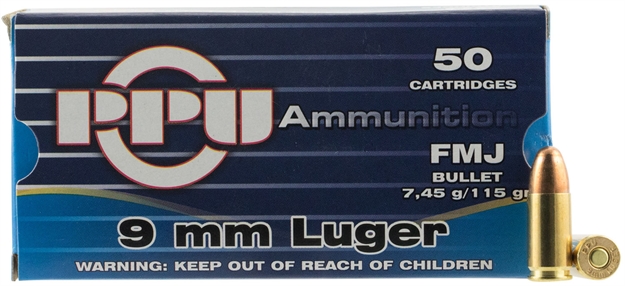 50
CARTRIDGES
PPU Ammunition
FMJ
BULLET
7,45 g/115 gr
9 mm Luger
WARNING: KEEP OUT OF REACH OF CHILDREN